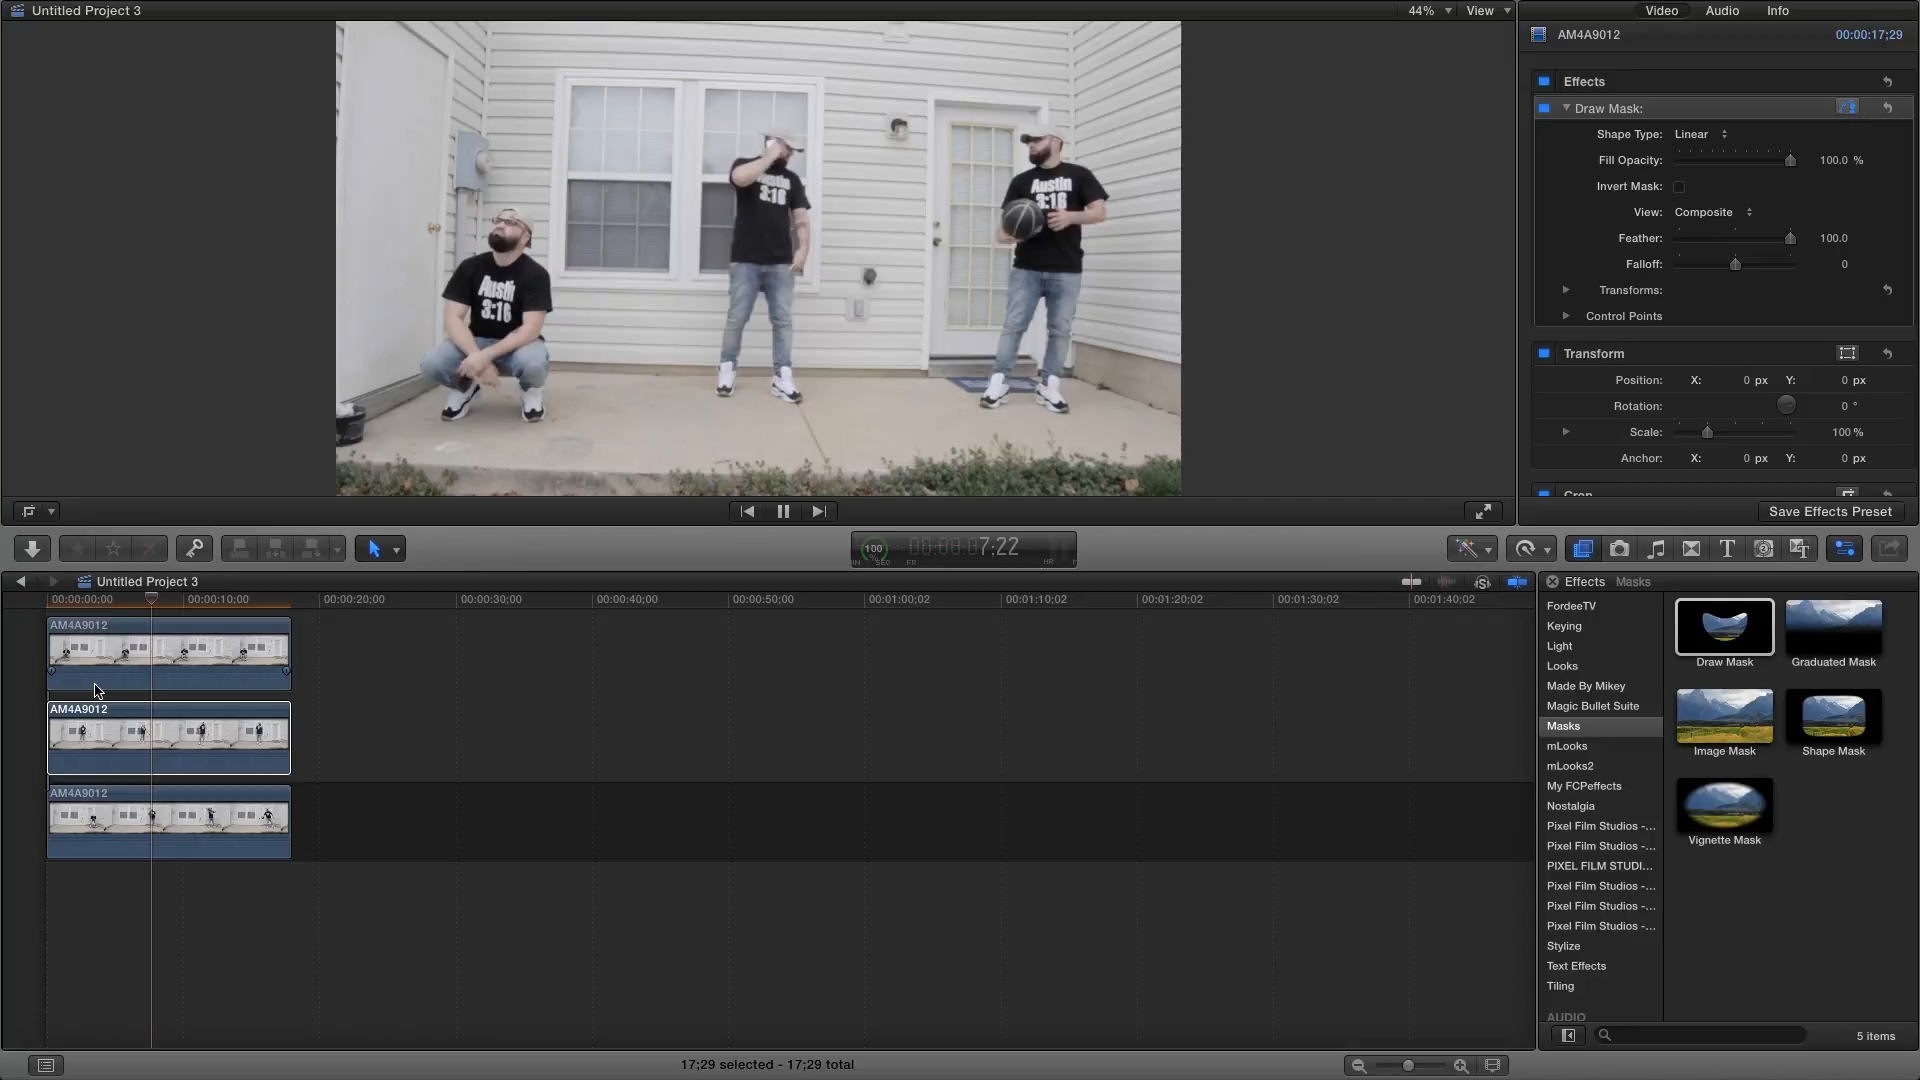 Untitled Project 3
44%
View
Video
Audio
Info
AM4A9012
00:00:17;29
Effects
Draw Mask:
Shape Type: Linear
Fill Opacity: 100.0 %
Invert Mask:
View: Composite
Feather: 100.0
Falloff: 0
Transforms:
Control Points
Transform
Position: X: 0 px Y: 0 px
Rotation: 0 °
Scale: 100 %
Anchor: X: 0 px Y: 0 px
Crop
Save Effects Preset
Austin
3:16
Austin
3:16
Austin
3:16
100
%
00:00:07;22
HR
SEC
FR
Untitled Project 3
00:00:00;00
00:00:10;00
00:00:20;00
00:00:30;00
00:00:40;00
00:00:50;00
00:01:00;02
00:01:10;02
00:01:20;02
00:01:30;02
00:01:40;02
AM4A9012
AM4A9012
AM4A9012
Effects
Masks
FordeeTV
Keying
Light
Looks
Made By Mikey
Magic Bullet Suite
Masks
mLooks
mLooks2
My FCPeffects
Nostalgia
Pixel Film Studios -...
Pixel Film Studios -...
PIXEL FILM STUDI...
Pixel Film Studios -...
Pixel Film Studios -...
Pixel Film Studios -...
Stylize
Text Effects
Tiling
AUDIO
Draw Mask
Graduated Mask
Image Mask
Shape Mask
Vignette Mask
5 items
17;29 selected - 17;29 total